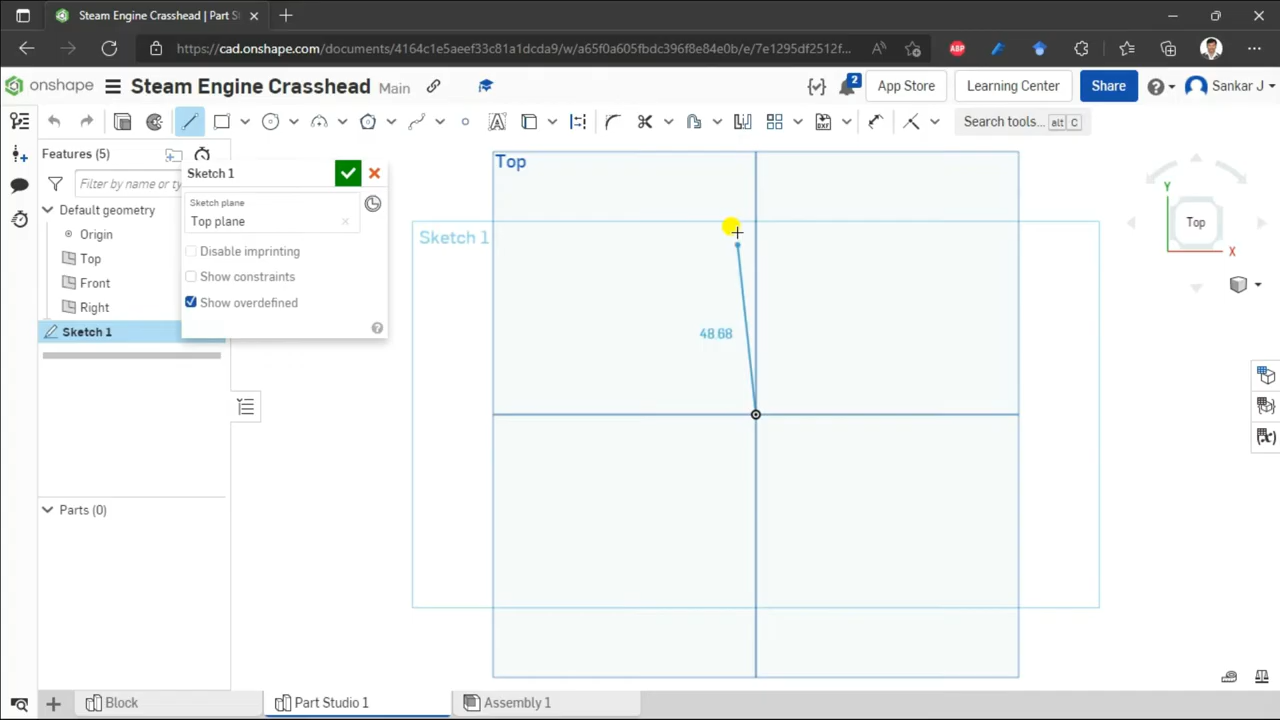 Steam Engine Crasshead | Part St
https://cad.onshape.com/documents/4164c1e5aeef33c81a1dcda9/w/a65f0a605fbdc396f8e84e0b/e/7e1295df2512f...
ABP
onshape
Steam Engine Crasshead
Main
2
App Store
Learning Center
Share
Sankar J
Search tools...
alt
C
Features (5)
Filter by name or ty
Default geometry
Origin
Top
Front
Right
Sketch 1
Parts (0)
Sketch 1
Sketch plane
Top plane
Disable imprinting
Show constraints
Show overdefined
Top
Sketch 1
48.68
Y
Top
X
Block
Part Studio 1
Assembly 1